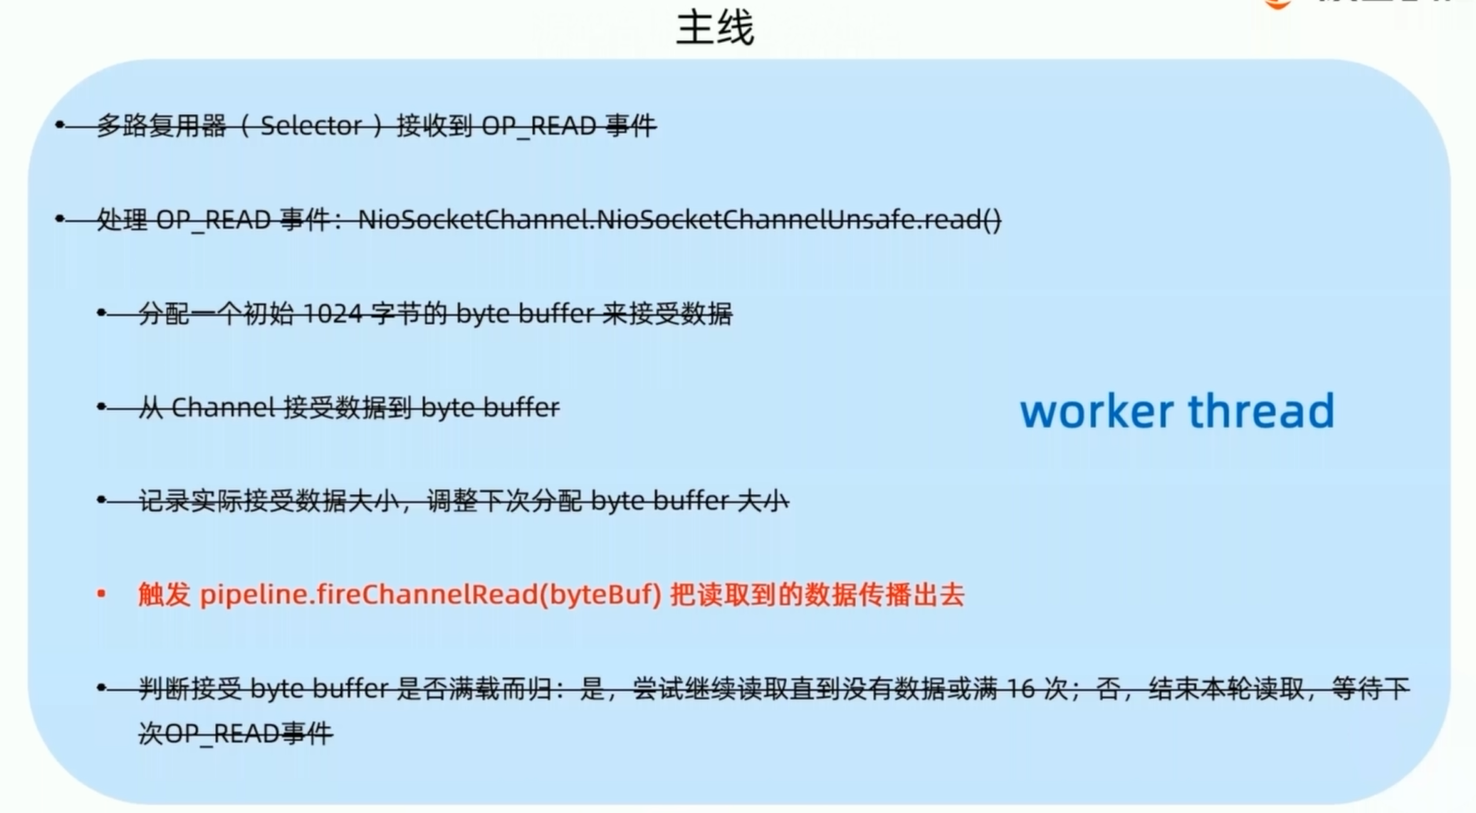 主线
• 多路复用器（ Selector ）接收到 OP_READ 事件
• 处理 OP_READ 事件：NioSocketChannel.NioSocketChannelUnsafe.read()
• 分配一个初始 1024 字节的 byte buffer 来接受数据
• 从 Channel 接受数据到 byte buffer
worker thread
• 记录实际接受数据大小，调整下次分配 byte buffer 大小
• 触发 pipeline.fireChannelRead(byteBuf) 把读取到的数据传播出去
• 判断接受 byte buffer 是否满载而归：是，尝试继续读取直到没有数据或满 16 次；否，结束本轮读取，等待下
次OP_READ事件